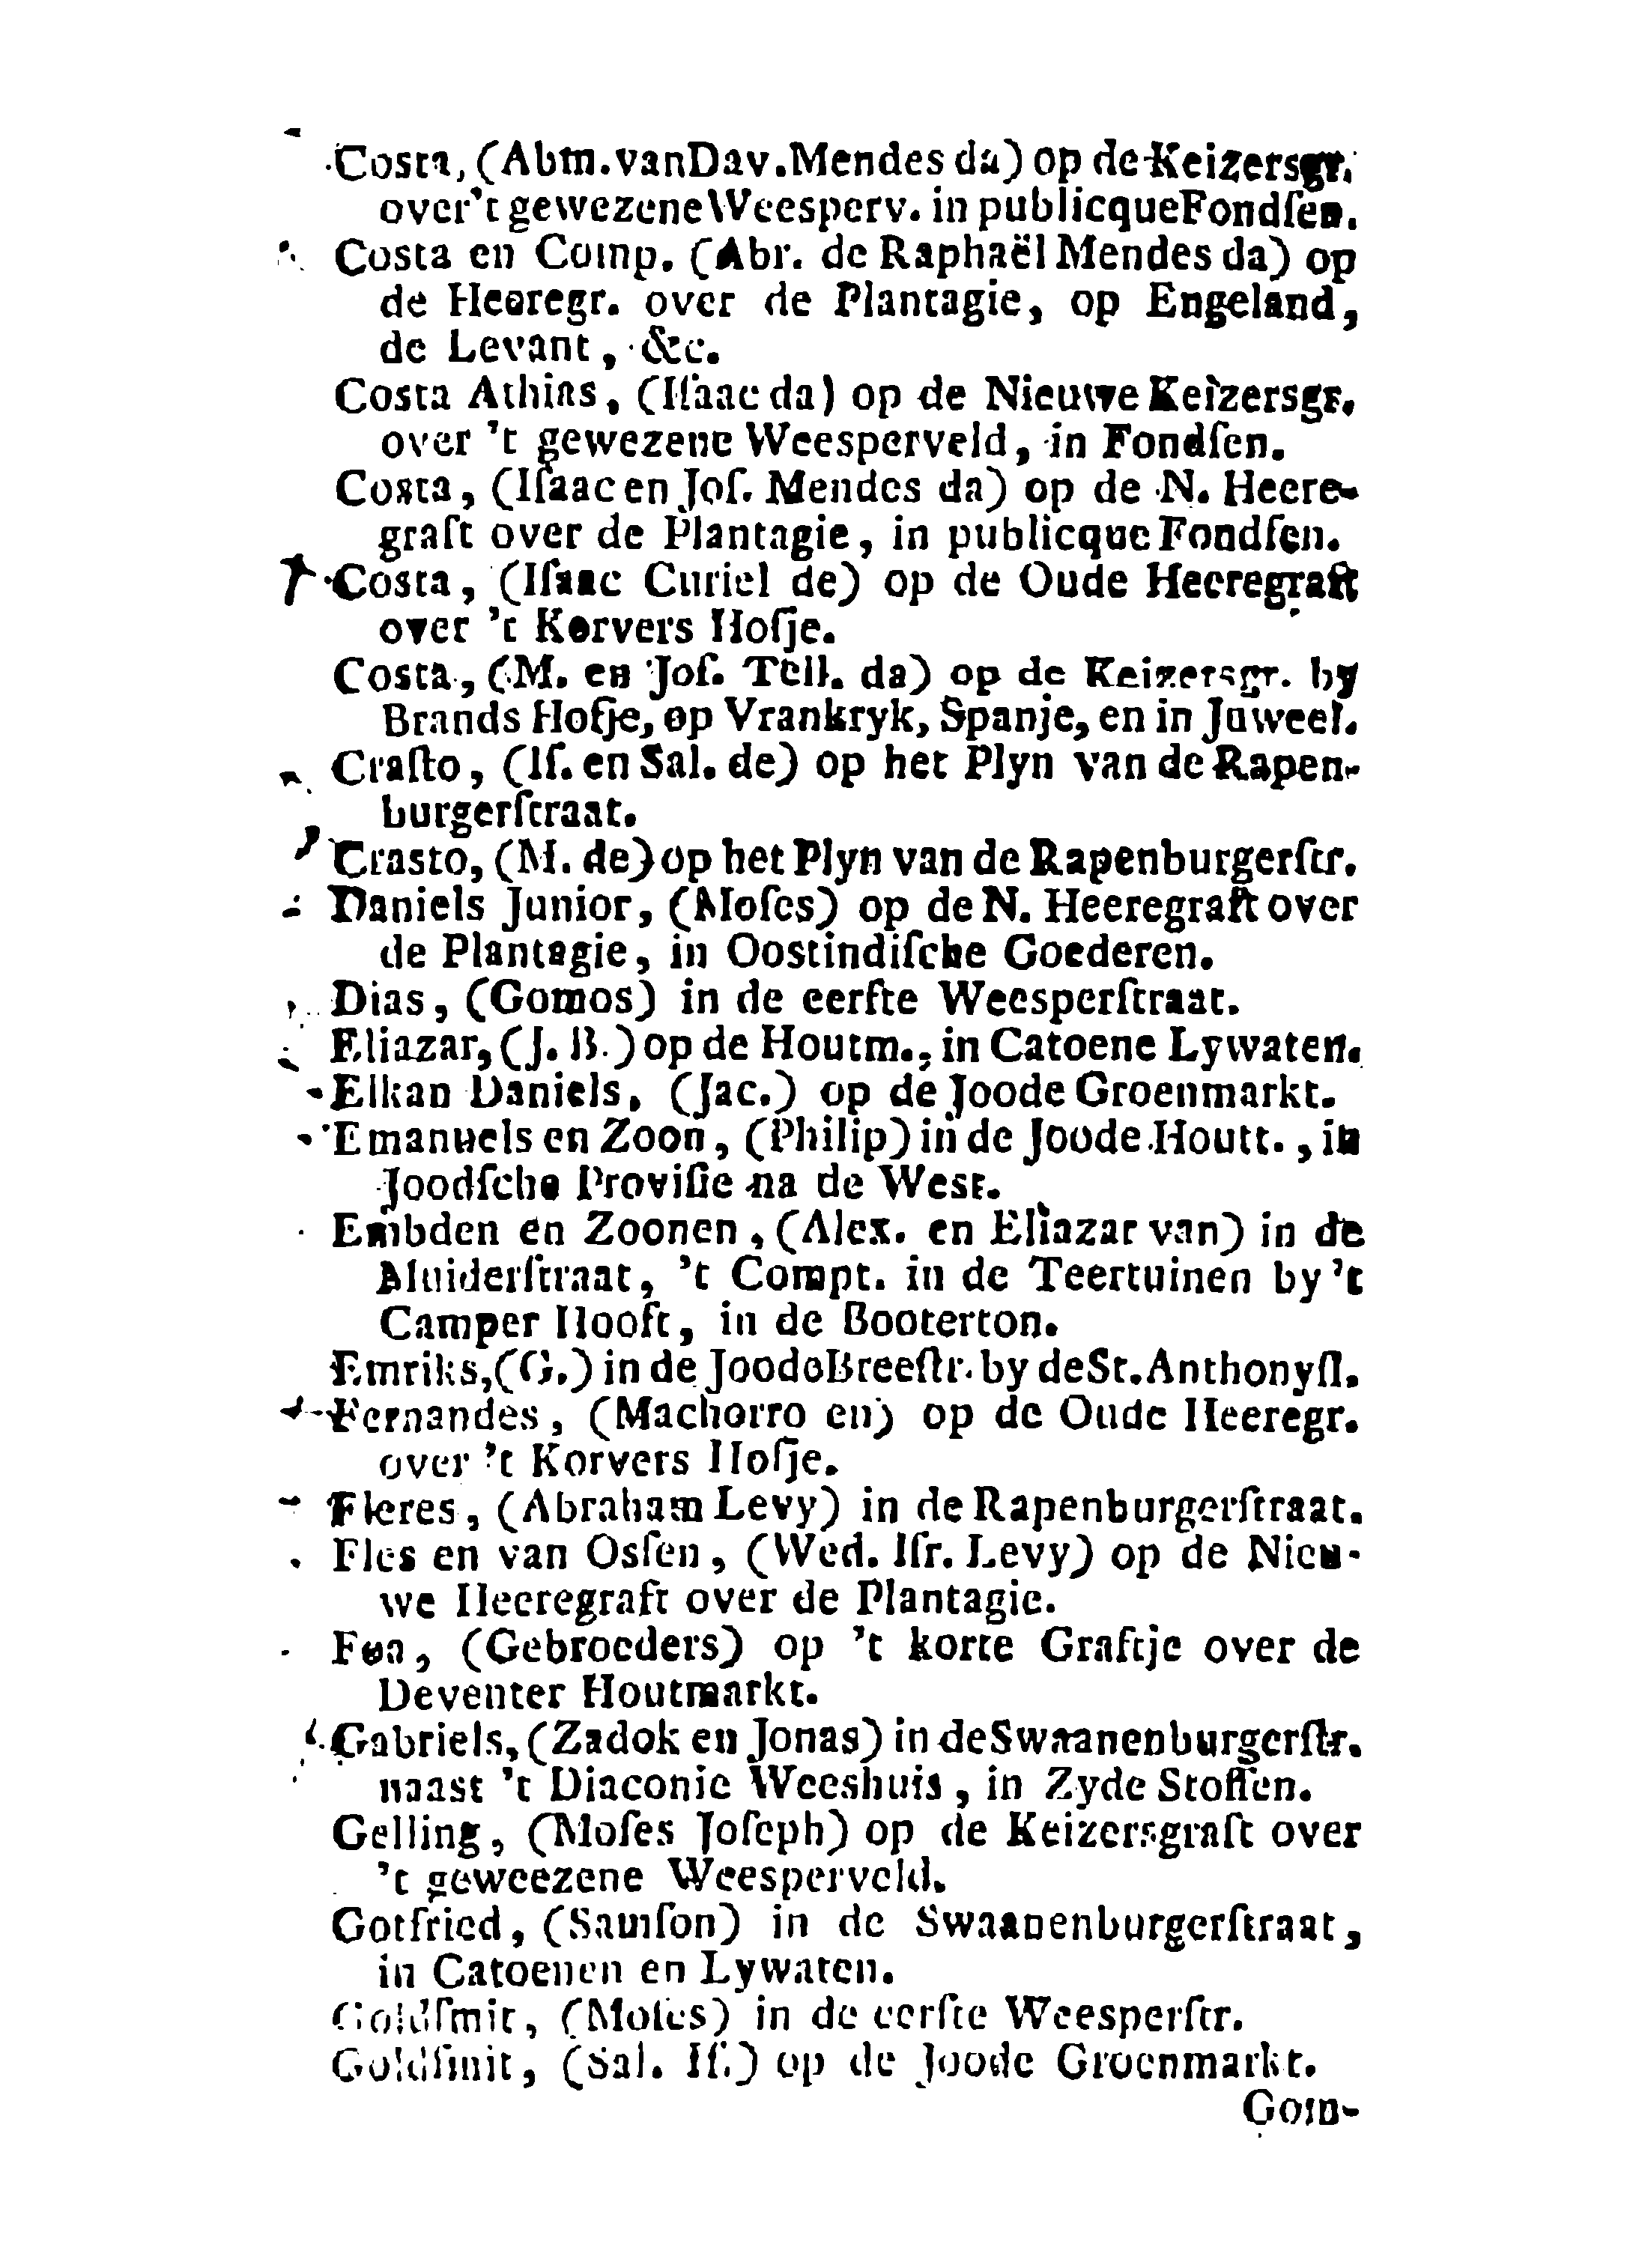 Costa, (Abm. van Dav. Mendes da) op de Keizersgr.
over 't gewezene Weesperv. in publicque Fondſen.
Costa en Comp. (Abr. de Raphaël Mendes da) op
de Heeregr. over de Plantagie, op Engeland,
de Levant, &c.
Costa Athias, (Iſaac da) op de Nieuwe Keizersgr.
over 't gewezene Weesperveld, in Fondſen.
Costa, (Iſaac en Joſ. Mendes da) op de N. Heere-
graft over de Plantagie, in publicque Fondſen.
Costa, (Iſaac Curiel de) op de Oude Heeregraft
over 't Korvers Hofje.
Costa, (M. en Joſ. Tell. da) op de Keizersgr. by
Brands Hofje, op Vrankryk, Spanje, en in Juweel.
Craſto, (Iſ. en Sal. de) op het Plyn van de Rapen-
burgerſtraat.
Crasto, (M. de) op het Plyn van de Rapenburgerſtr.
Daniels Junior, (Moſes) op de N. Heeregraft over
de Plantagie, in Oostindiſche Goederen.
Dias, (Gomos) in de eerſte Weesperſtraat.
Eliazar, (J. B.) op de Houtm., in Catoene Lywaten.
Elkan Daniels, (Jac.) op de Joode Groenmarkt.
Emanuels en Zoon, (Philip) in de Joode Houtt., in
Joodſche Proviſie na de West.
Embden en Zoonen, (Alex. en Eliazar van) in de
Muiderſtraat, 't Compt. in de Teertuinen by 't
Camper Hooft, in de Booterton.
Emriks, (G.) in de Joode Breeſtr. by de St. Anthonyſl.
Fernandes, (Machorro en) op de Oude Heeregr.
over 't Korvers Hofje.
Fleres, (Abraham Levy) in de Rapenburgerſtraat.
Fles en van Osſen, (Wed. Iſr. Levy) op de Nieu-
we Heeregraft over de Plantagie.
Foa, (Gebroeders) op 't korte Graftje over de
Deventer Houtmarkt.
Gabriels, (Zadok en Jonas) in de Swaanenburgerſtr.
naast 't Diaconie Weeshuis, in Zyde Stoffen.
Gelling, (Moſes Joſeph) op de Keizersgraft over
't geweezene Weesperveld.
Gotfried, (Samſon) in de Swaanenburgerſtraat,
in Catoenen en Lywaten.
Goldſmit, (Moſes) in de eerſte Weesperſtr.
Goldſmit, (Sal. Iſ.) op de Joode Groenmarkt.
Gom-